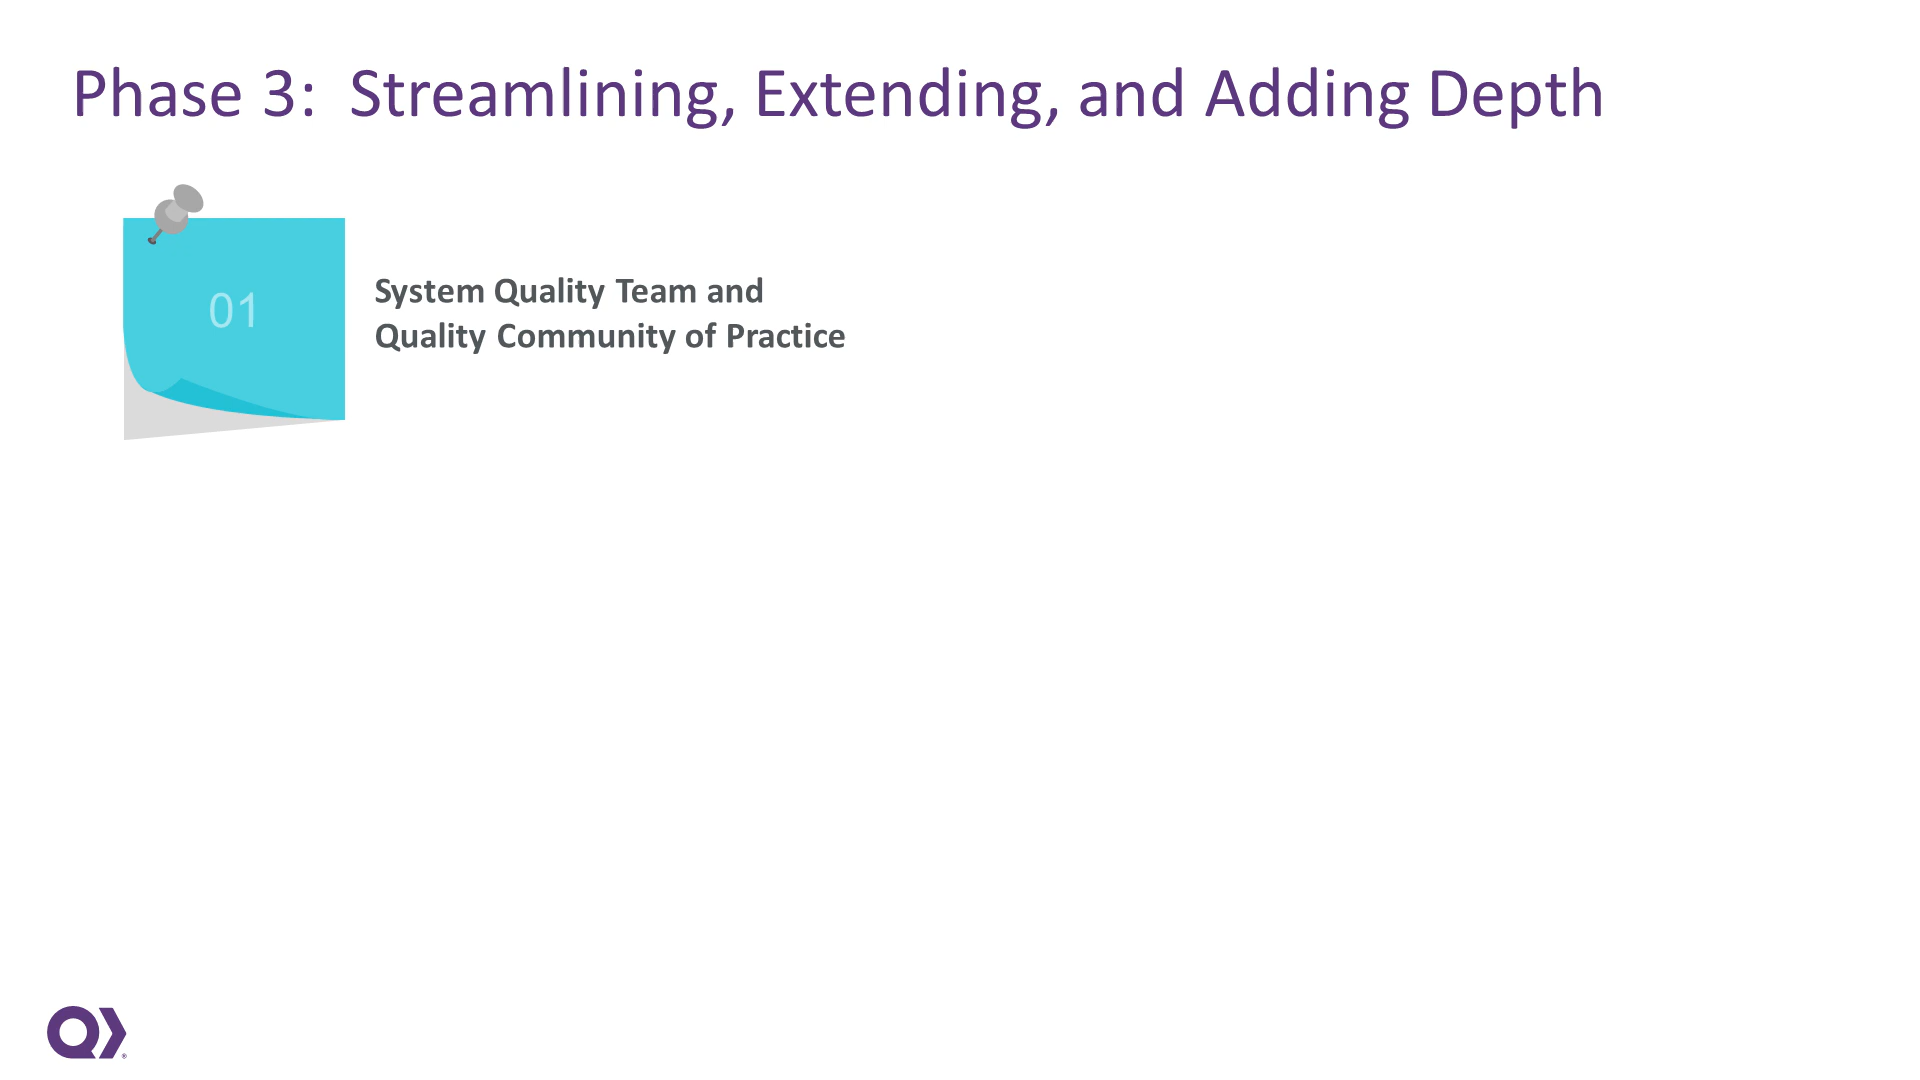 Phase 3:  Streamlining, Extending, and Adding Depth
01
System Quality Team and
Quality Community of Practice